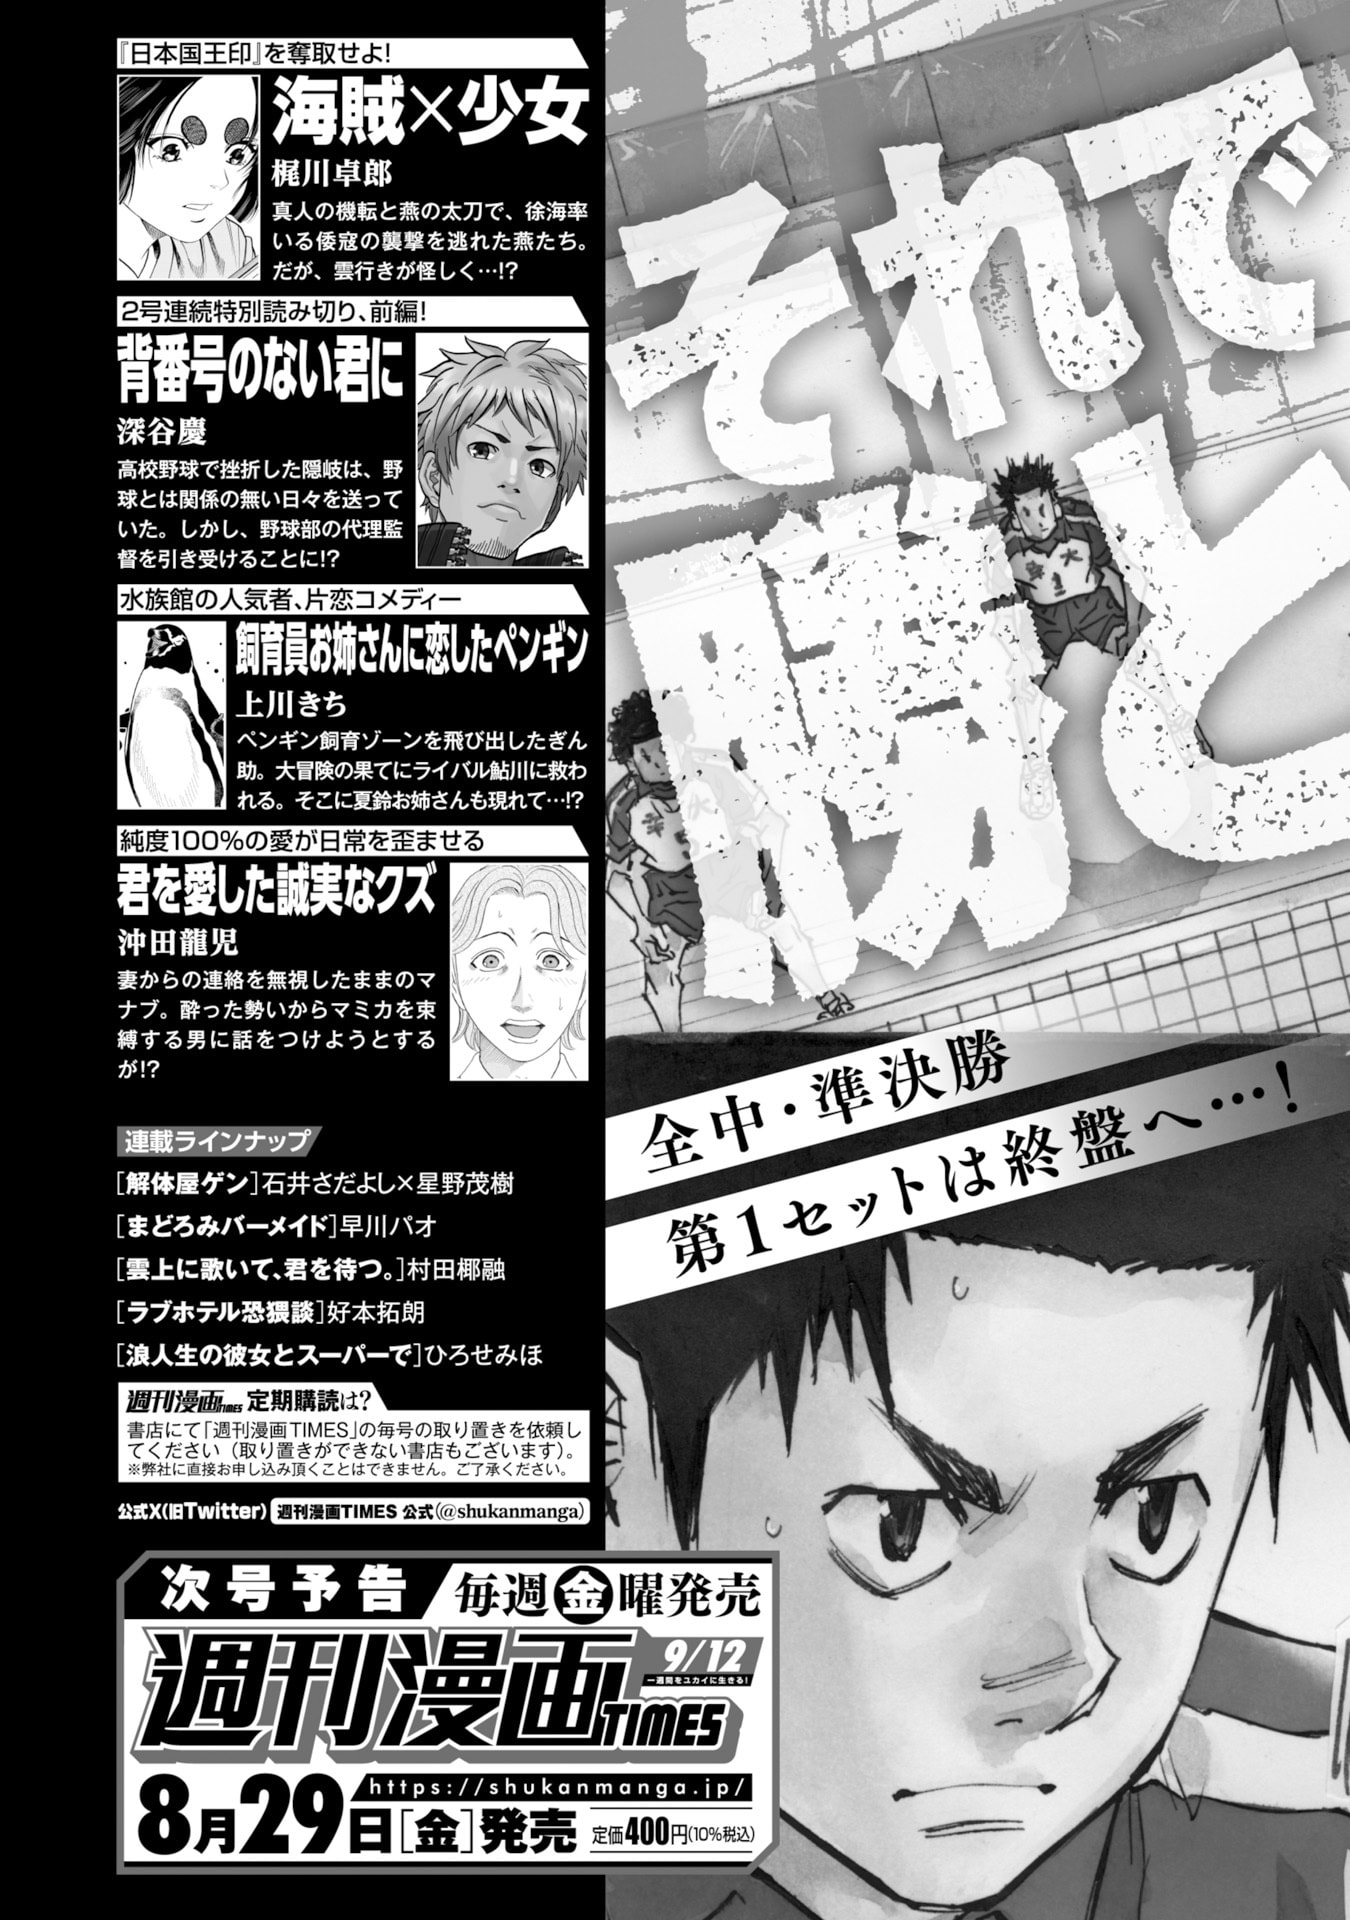 『日本国王印』を奪取せよ!
海賊×少女
梶川卓郎
真人の機転と燕の太刀で、徐海率
いる倭寇の襲撃を逃れた燕たち。
だが、雲行きが怪しく…!?
2号連続特別読み切り、前編!
背番号のない君に
深谷慶
高校野球で挫折した隠岐は、野
球とは関係の無い日々を送って
いた。しかし、野球部の代理監
督を引き受けることに!?
水族館の人気者、片恋コメディー
飼育員お姉さんに恋したペンギン
上川きち
ペンギン飼育ゾーンを飛び出したぎん
助。大冒険の果てにライバル鮎川に救わ
れる。そこに夏鈴お姉さんも現れて…!?
純度100%の愛が日常を歪ませる
君を愛した誠実なクズ
沖田龍児
妻からの連絡を無視したままのマ
ナブ。酔った勢いからマミカを束
縛する男に話をつけようとする
が!?
連載ラインナップ
[解体屋ゲン]石井さだよし×星野茂樹
[まどろみバーメイド]早川パオ
[雲上に歌いて、君を待つ。]村田椰融
[ラブホテル恐猥談]好本拓朗
[浪人生の彼女とスーパーで]ひろせみほ
週刊漫画TIMES 定期購読は?
書店にて「週刊漫画TIMES」の毎号の取り置きを依頼し
てください(取り置きができない書店もございます)。
※弊社に直接お申し込み頂くことはできません。ご了承ください。
公式X(旧Twitter) 週刊漫画TIMES 公式(@shukanmanga)
それで
勝と
全中・準決勝
第1セットは終盤へ…!
次号予告
毎週金曜発売
週刊漫画TIMES
9/12
一週間をユカイに生きる!
https://shukanmanga.jp/
8月29日[金]発売
定価400円(10%税込)